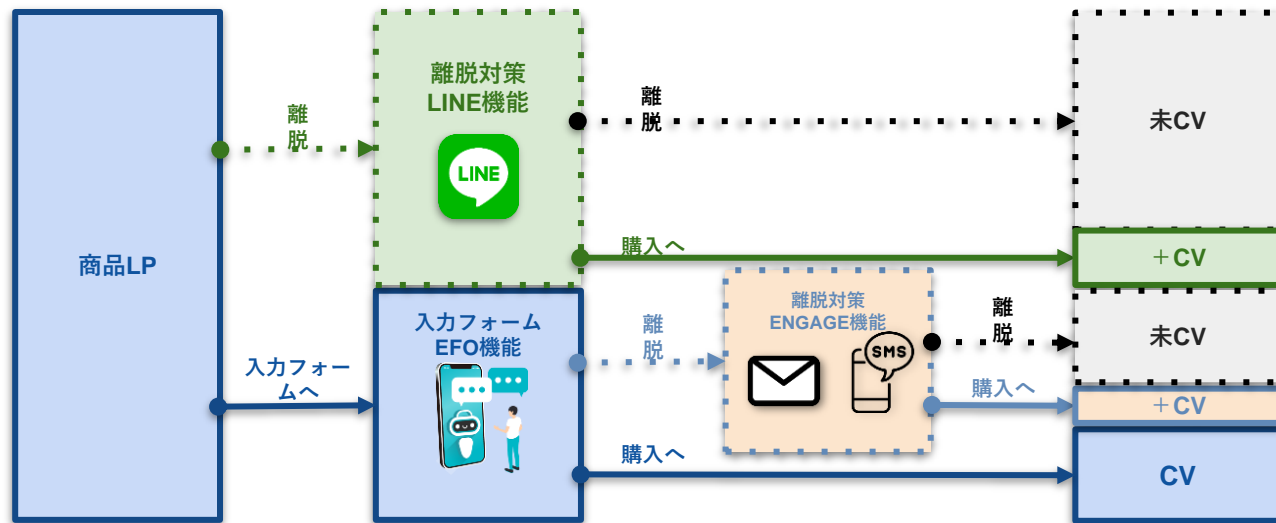 商品LP
離
脱
入力フォー
ムへ
離脱対策
LINE機能
LINE
離
脱
購入へ
入力フォーム
EFO機能
離
脱
購入へ
離脱対策
ENGAGE機能
SMS
離
脱
購入へ
未CV
＋CV
未CV
＋CV
CV